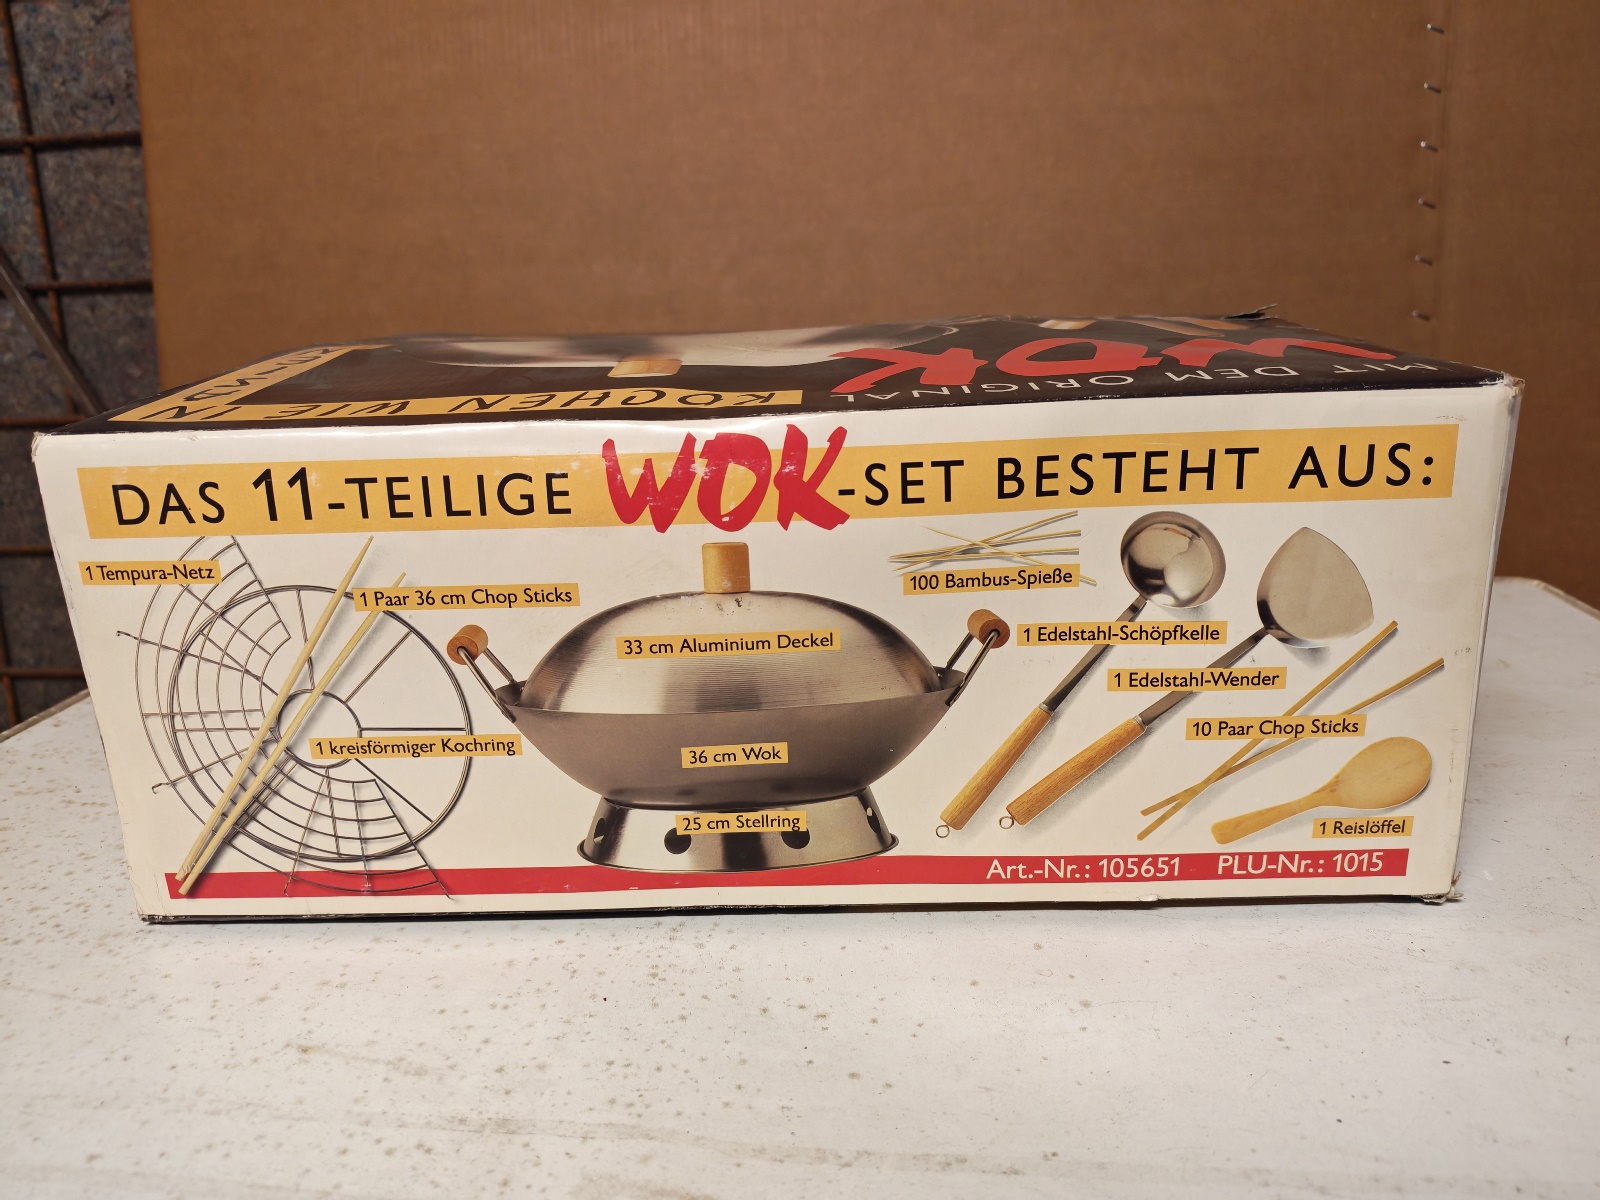 MIT DEM ORIGINAL
WOK
KOCHEN WIE IN
DAS 11-TEILIGE WOK-SET BESTEHT AUS:
1 Tempura-Netz
1 Paar 36 cm Chop Sticks
1 kreisförmiger Kochring
33 cm Aluminium Deckel
36 cm Wok
25 cm Stellring
100 Bambus-Spieße
1 Edelstahl-Schöpfkelle
1 Edelstahl-Wender
10 Paar Chop Sticks
1 Reislöffel
Art.-Nr.: 105651 PLU-Nr.: 1015